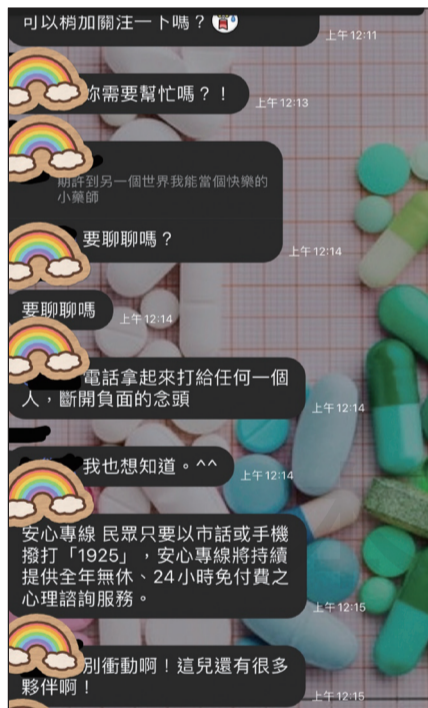 可以稍加關注一下嗎？
上午12:11
妳需要幫忙嗎？！
上午12:13
期許到另一個世界我能當個快樂的
小藥師
要聊聊嗎？
上午12:14
要聊聊嗎
上午12:14
電話拿起來打給任何一個
人，斷開負面的念頭
上午12:14
我也想知道。^^
上午12:14
安心專線 民眾只要以市話或手機
撥打「1925」，安心專線將持續
提供全年無休、24小時免付費之
心理諮詢服務。
上午12:15
別衝動啊！這兒還有很多
夥伴啊！
上午12:15